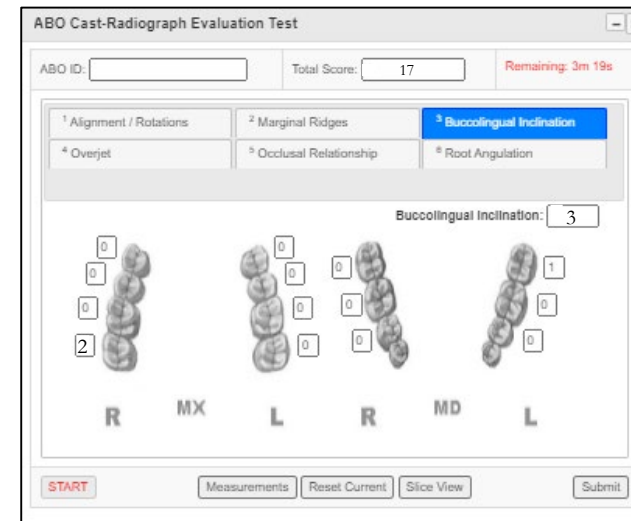 ABO Cast-Radiograph Evaluation Test
ABO ID: Total Score: 17 Remaining: 3m 19s
1 Alignment / Rotations 2 Marginal Ridges 3 Buccolingual Inclination
4 Overjet 5 Occlusal Relationship 6 Root Angulation
Buccolingual Inclination: 3
0 0
0 0 0 1
0 0 0 0
2 0 0 0
R MX L R MD L
START Measurements Reset Current Slice View Submit